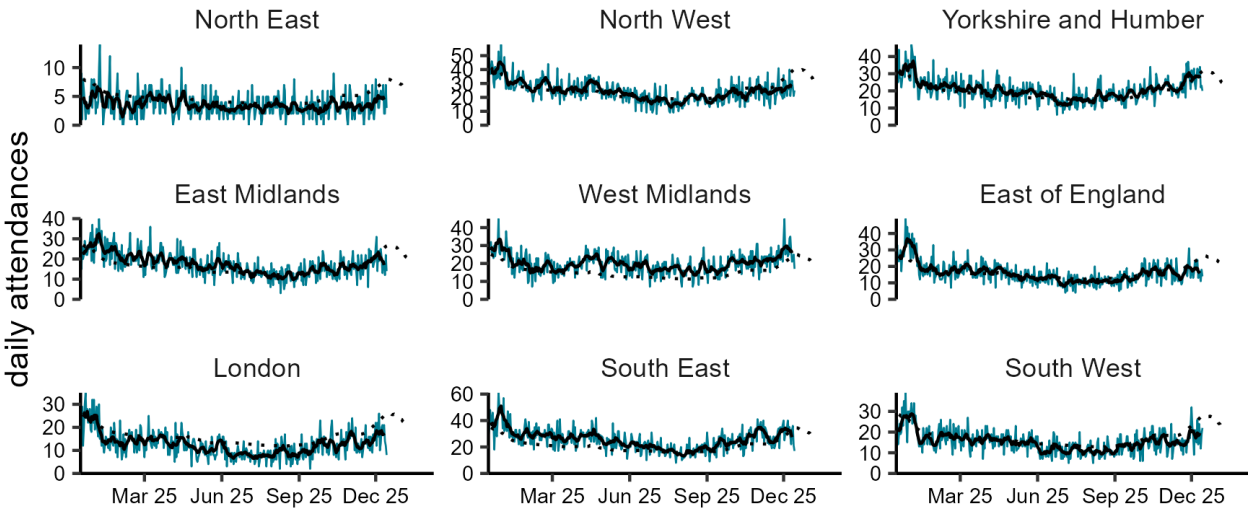 North East North West Yorkshire and Humber
10 5 0
50 40 30 20 10 0
40 30 20 10 0
daily attendances
East Midlands West Midlands East of England
40 30 20 10 0
40 30 20 10 0
40 30 20 10 0
London South East South West
30 20 10 0
60 40 20 0
30 20 10 0
Mar 25 Jun 25 Sep 25 Dec 25 Mar 25 Jun 25 Sep 25 Dec 25 Mar 25 Jun 25 Sep 25 Dec 25